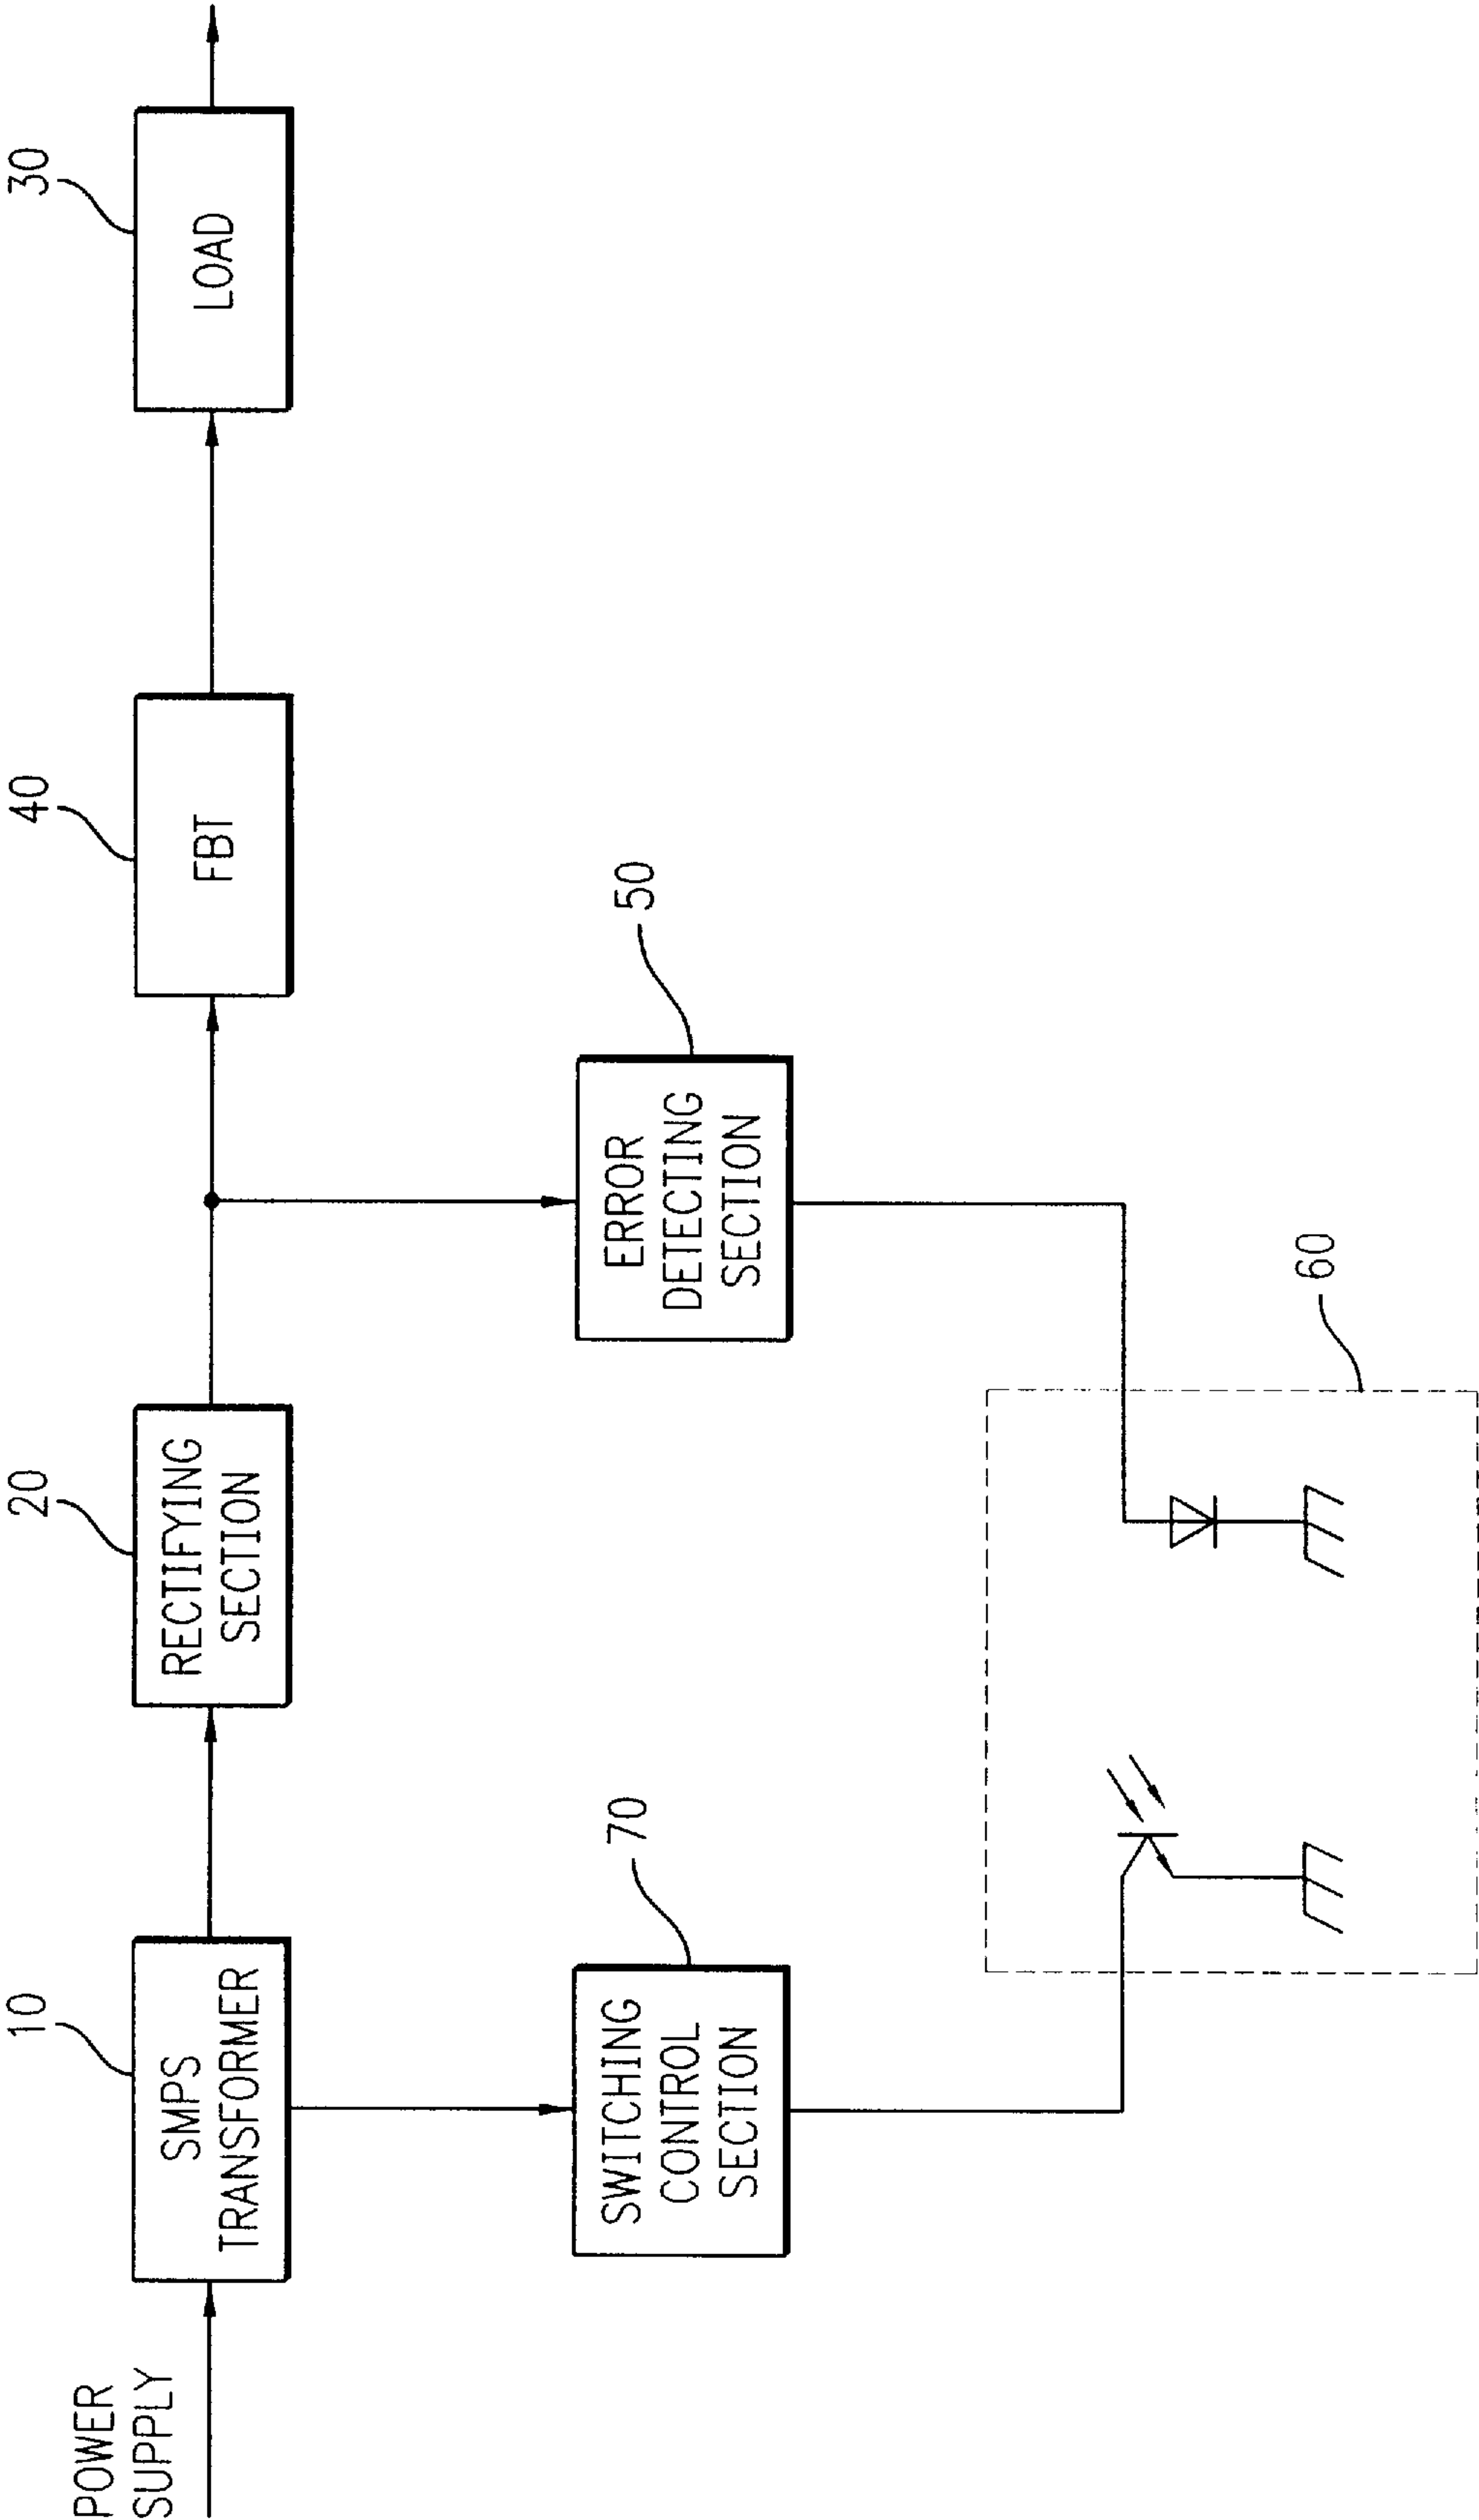 POWER
SUPPLY
10
SMPS
TRANSFORMER
20
RECTIFYING
SECTION
40
FBT
30
LOAD
70
SWITCHING
CONTROL
SECTION
50
ERROR
DETECTING
SECTION
60